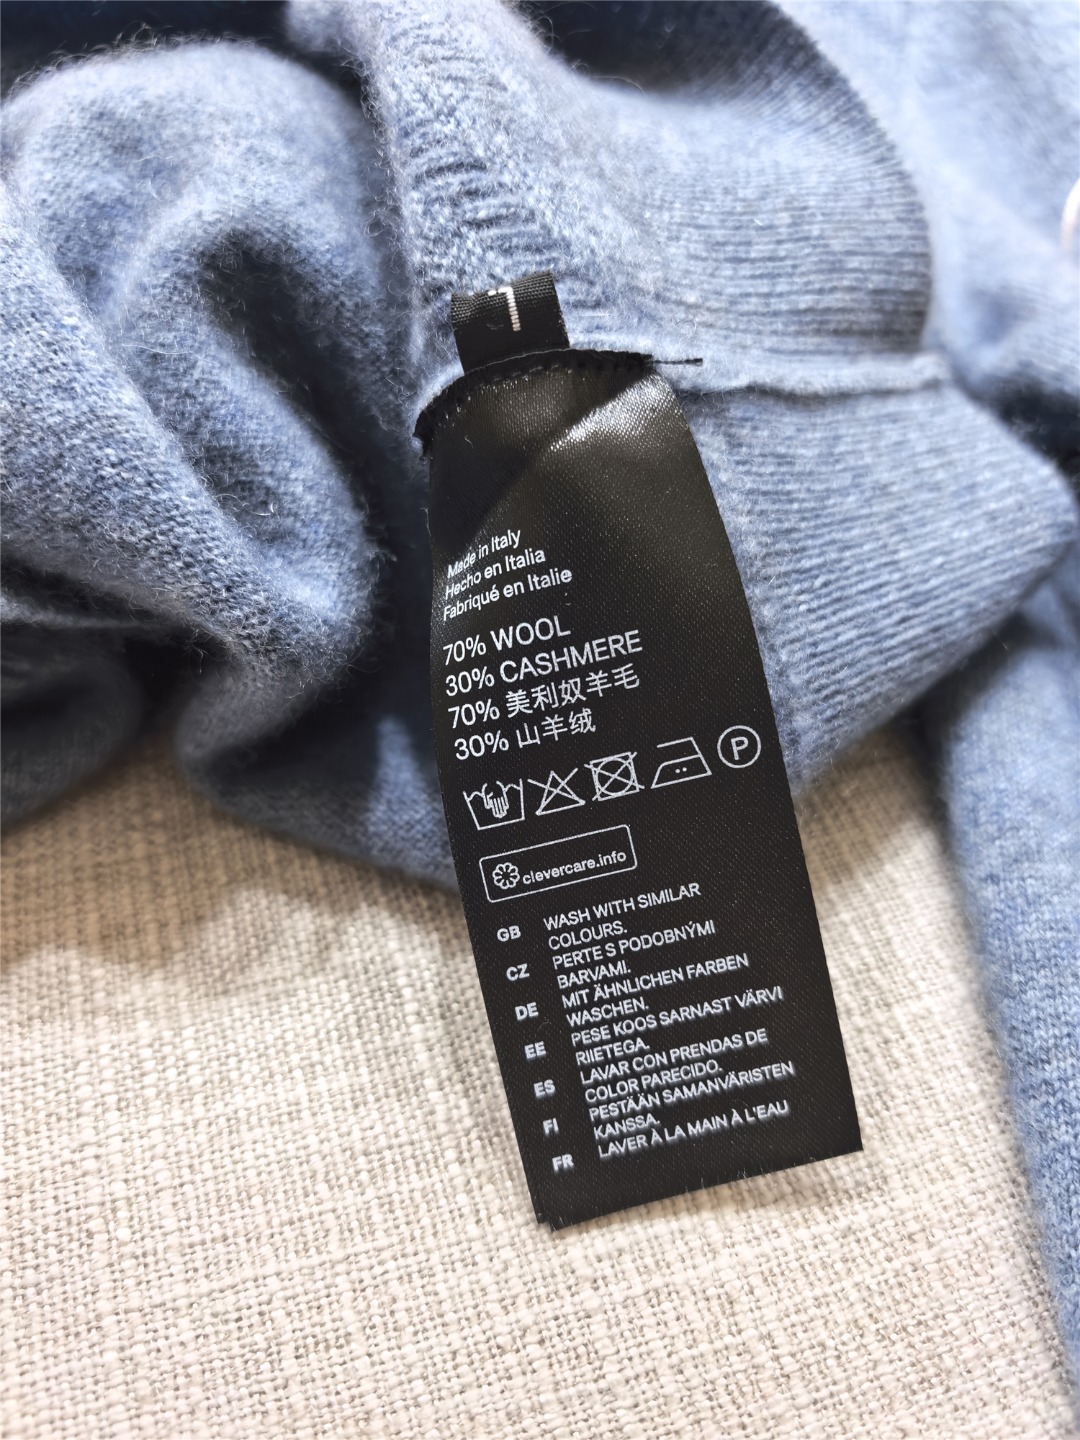 L
Made in Italy
Hecho en Italia
Fabriqué en Italie
70% WOOL
30% CASHMERE
70% 美利奴羊毛
30% 山羊绒
P
clevercare.info
GB WASH WITH SIMILAR
COLOURS.
CZ PERTE S PODOBNÝMI
BARVAMI.
DE MIT ÄHNLICHEN FARBEN
WASCHEN.
EE PESE KOOS SARNAST VÄRVI
RIIETEGA.
ES LAVAR CON PRENDAS DE
COLOR PARECIDO.
FI PESTÄÄN SAMANVÄRISTEN
KANSSA.
FR LAVER À LA MAIN À L'EAU